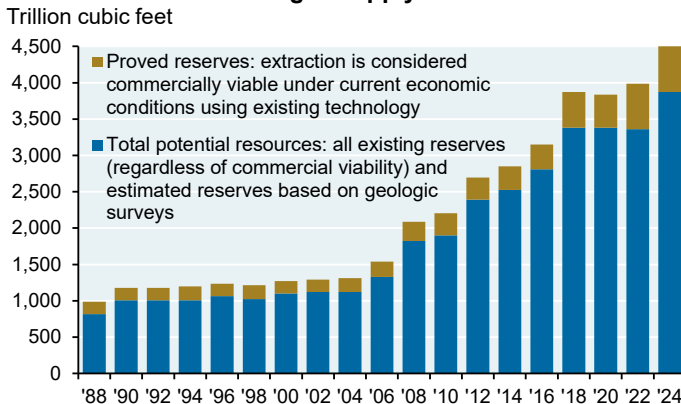 Trillion cubic feet
4,500
4,000
3,500
3,000
2,500
2,000
1,500
1,000
500
0
Proved reserves: extraction is considered
commercially viable under current economic
conditions using existing technology
Total potential resources: all existing reserves
(regardless of commercial viability) and
estimated reserves based on geologic
surveys
'88 '90 '92 '94 '96 '98 '00 '02 '04 '06 '08 '10 '12 '14 '16 '18 '20 '22 '24